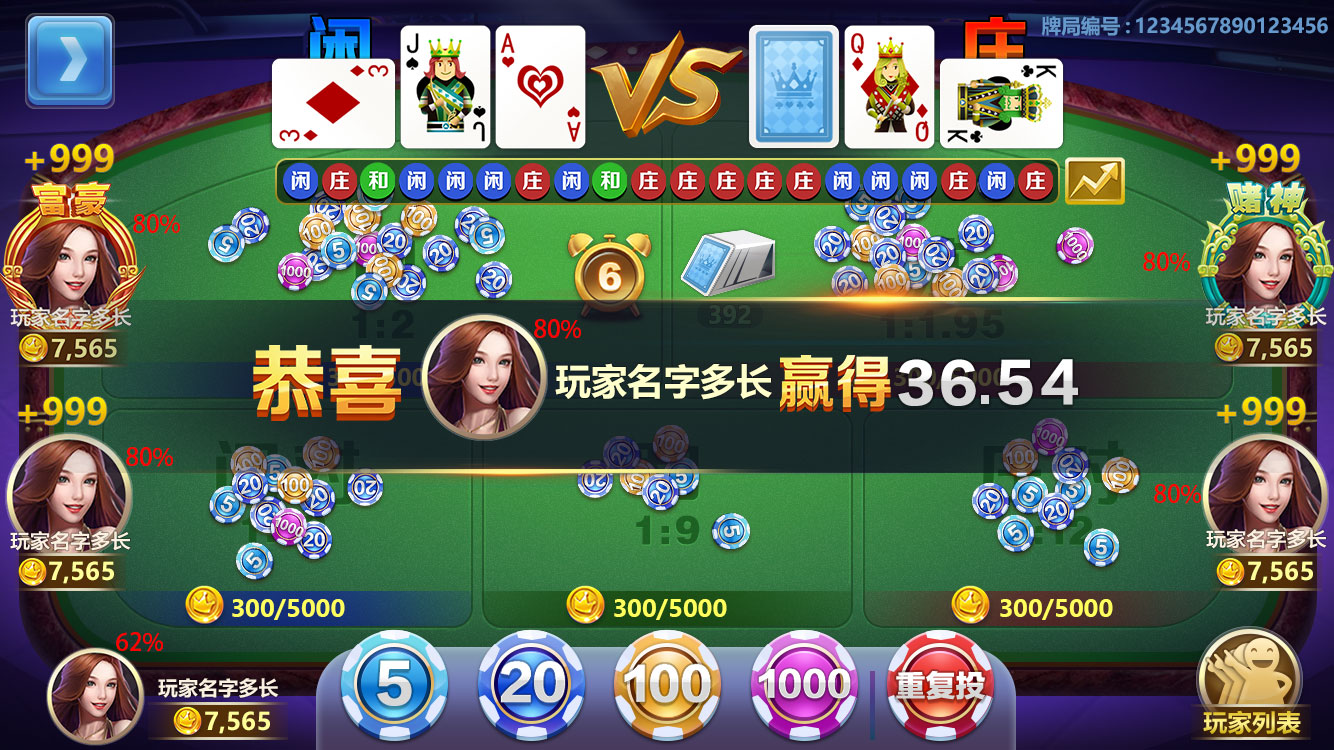 闲
VS
庄
牌局编号:1234567890123456
3
3
J
J
A
A
Q
Q
K
K
闲 庄 和 闲 闲 闲 庄 闲 和 庄 庄 庄 庄 庄 闲 闲 闲 庄 闲 庄
+999
富豪
80%
玩家名字多长
7,565
+999
赌神
80%
玩家名字多长
7,565
6
392
1:2
1:1.95
恭喜
80%
玩家名字多长
赢得36.54
+999
80%
玩家名字多长
7,565
+999
80%
玩家名字多长
7,565
1:9
300/5000
300/5000
300/5000
62%
玩家名字多长
7,565
5
20
100
1000
重复投
玩家列表